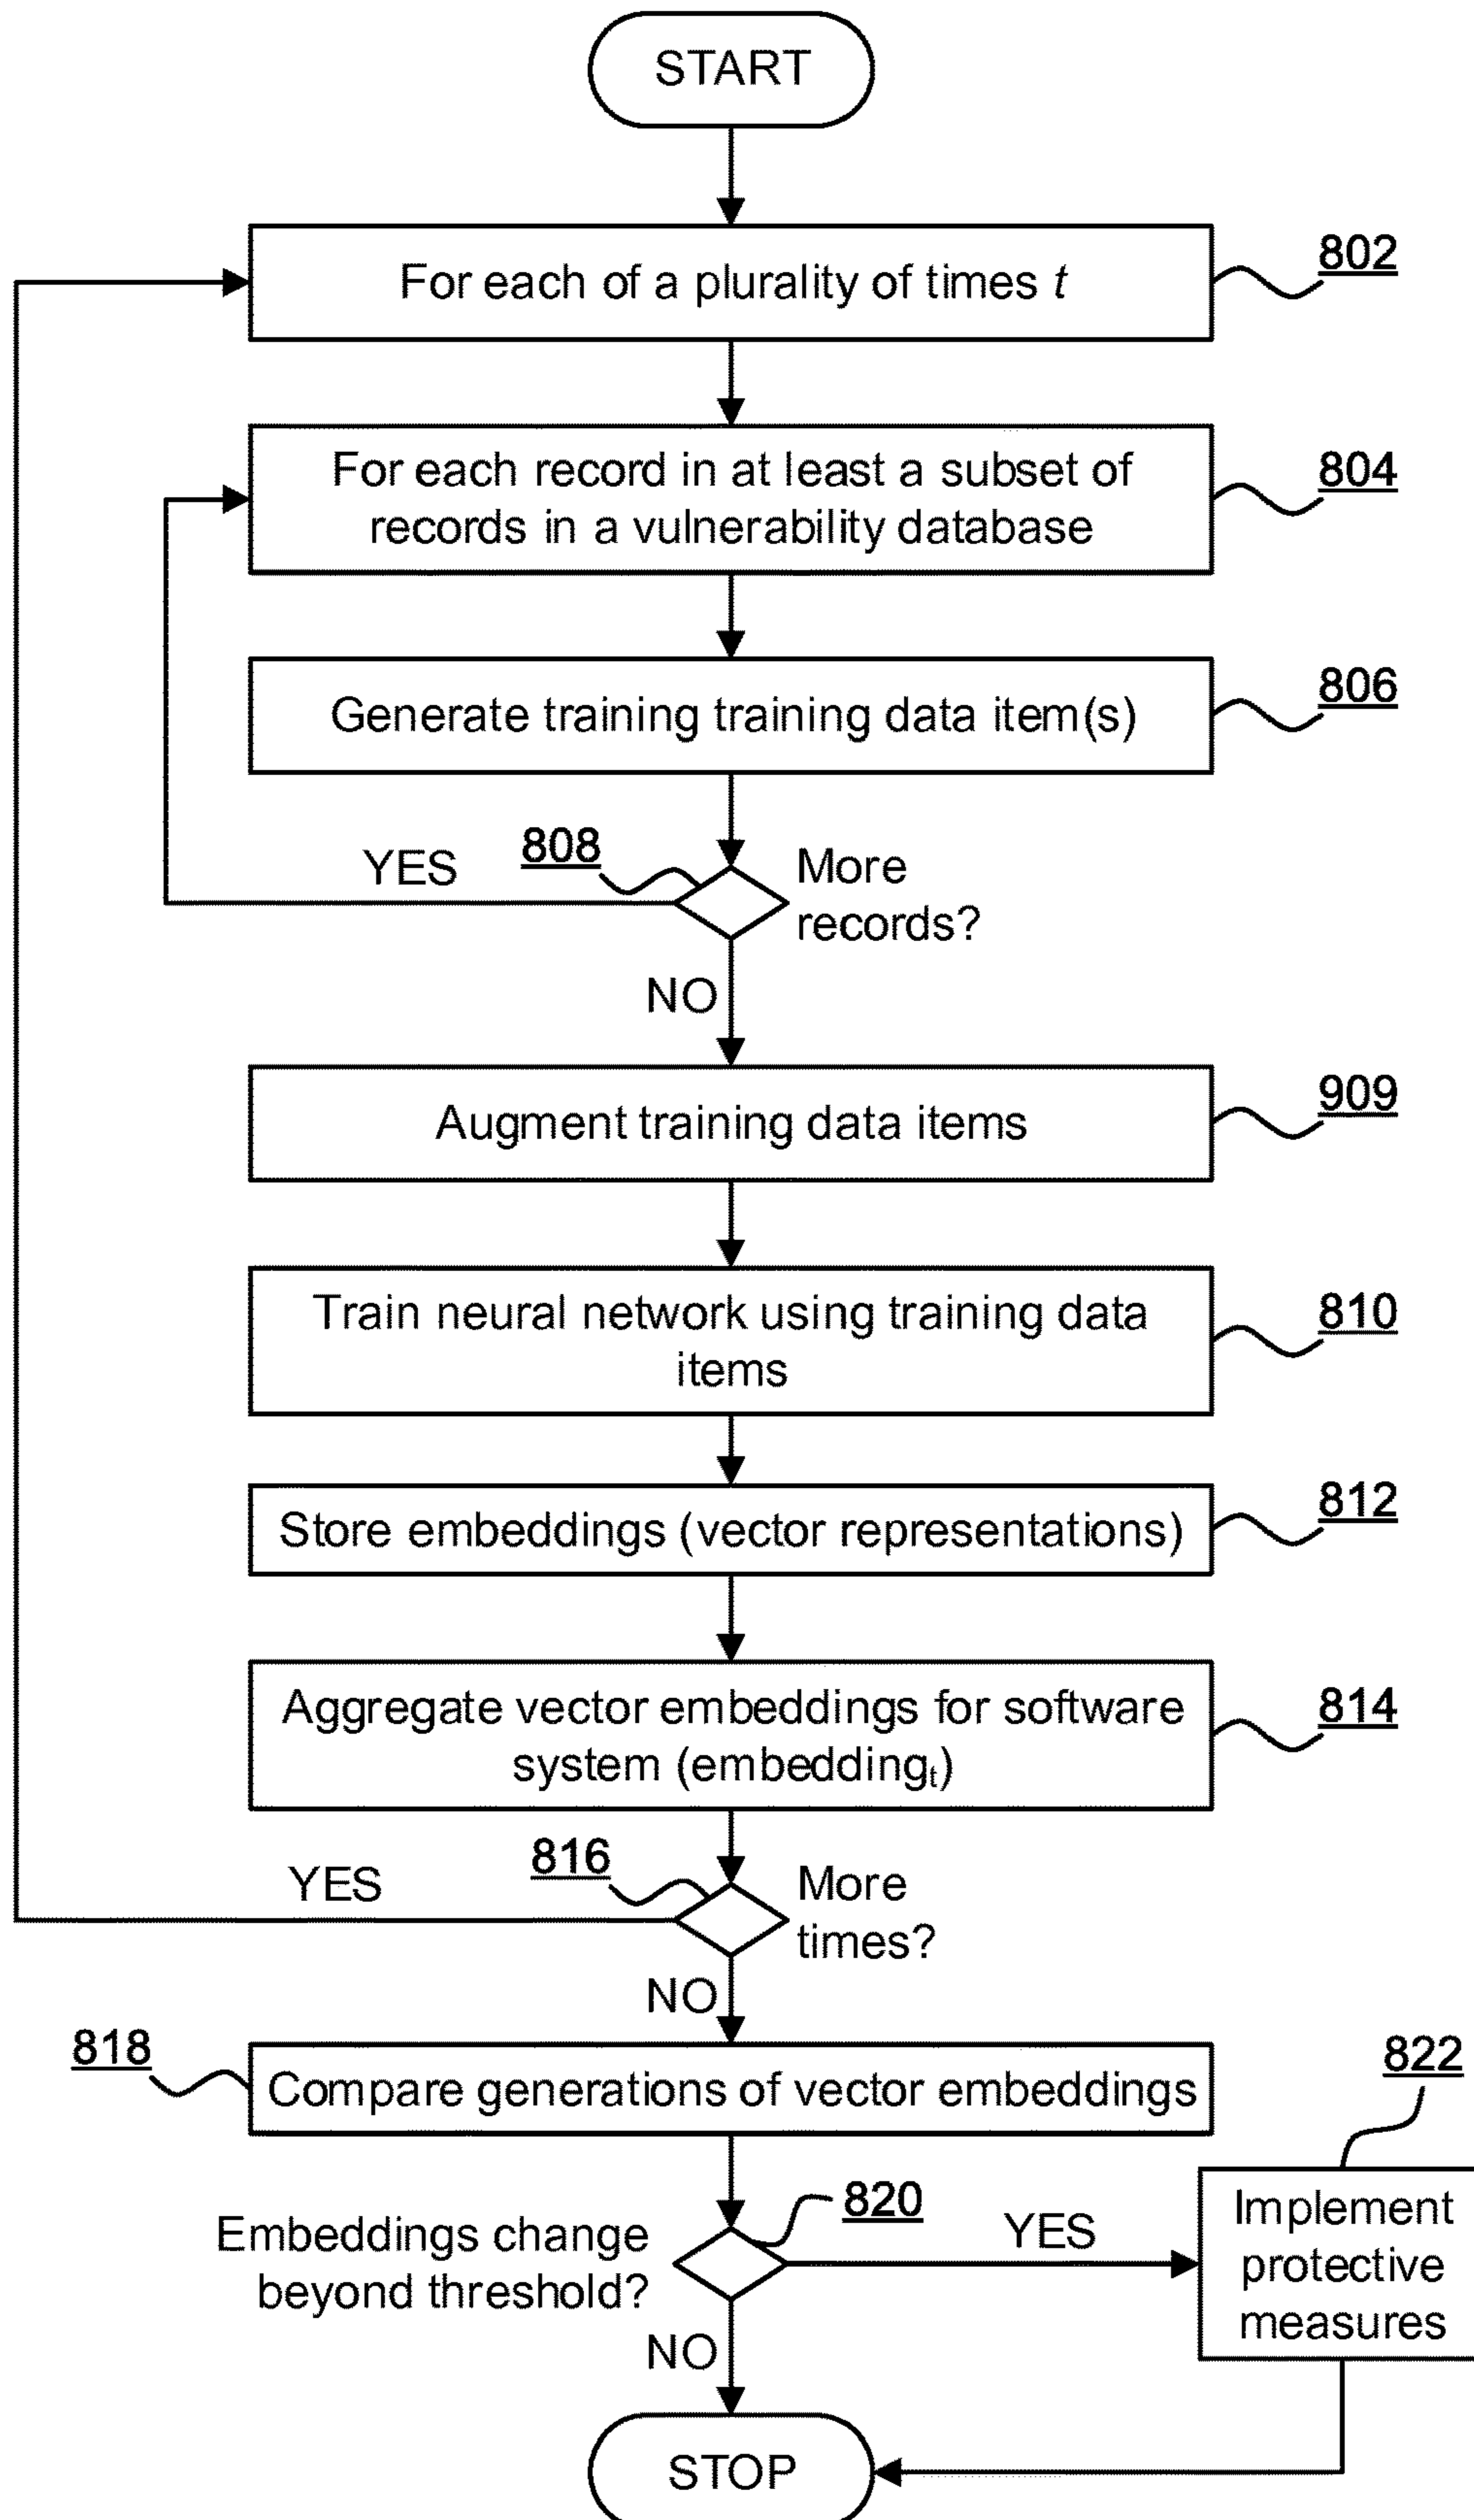 START
For each of a plurality of times t
802
For each record in at least a subset of
records in a vulnerability database
804
Generate training training data item(s)
806
YES
808
More
records?
NO
Augment training data items
909
Train neural network using training data
items
810
Store embeddings (vector representations)
812
Aggregate vector embeddings for software
system (embeddingt)
814
YES
816
More
times?
NO
818
Compare generations of vector embeddings
822
Embeddings change
beyond threshold?
820
YES
Implement
protective
measures
NO
STOP